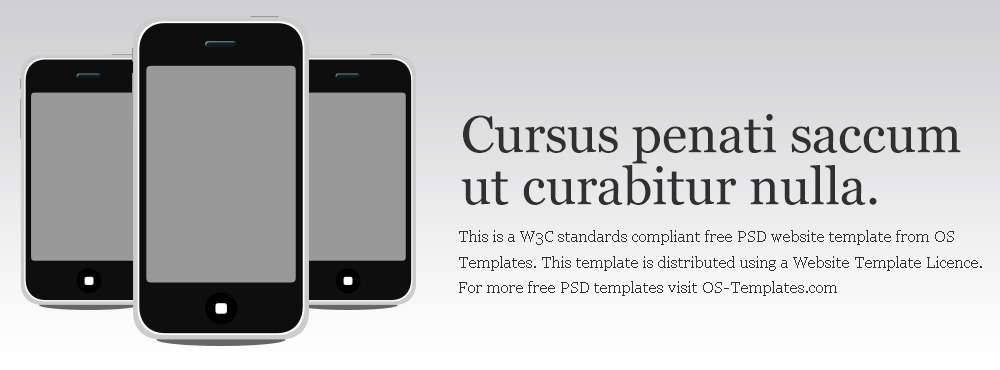 Cursus penati saccum
ut curabitur nulla.
This is a W3C standards compliant free PSD website template from OS
Templates. This template is distributed using a Website Template Licence.
For more free PSD templates visit OS-Templates.com